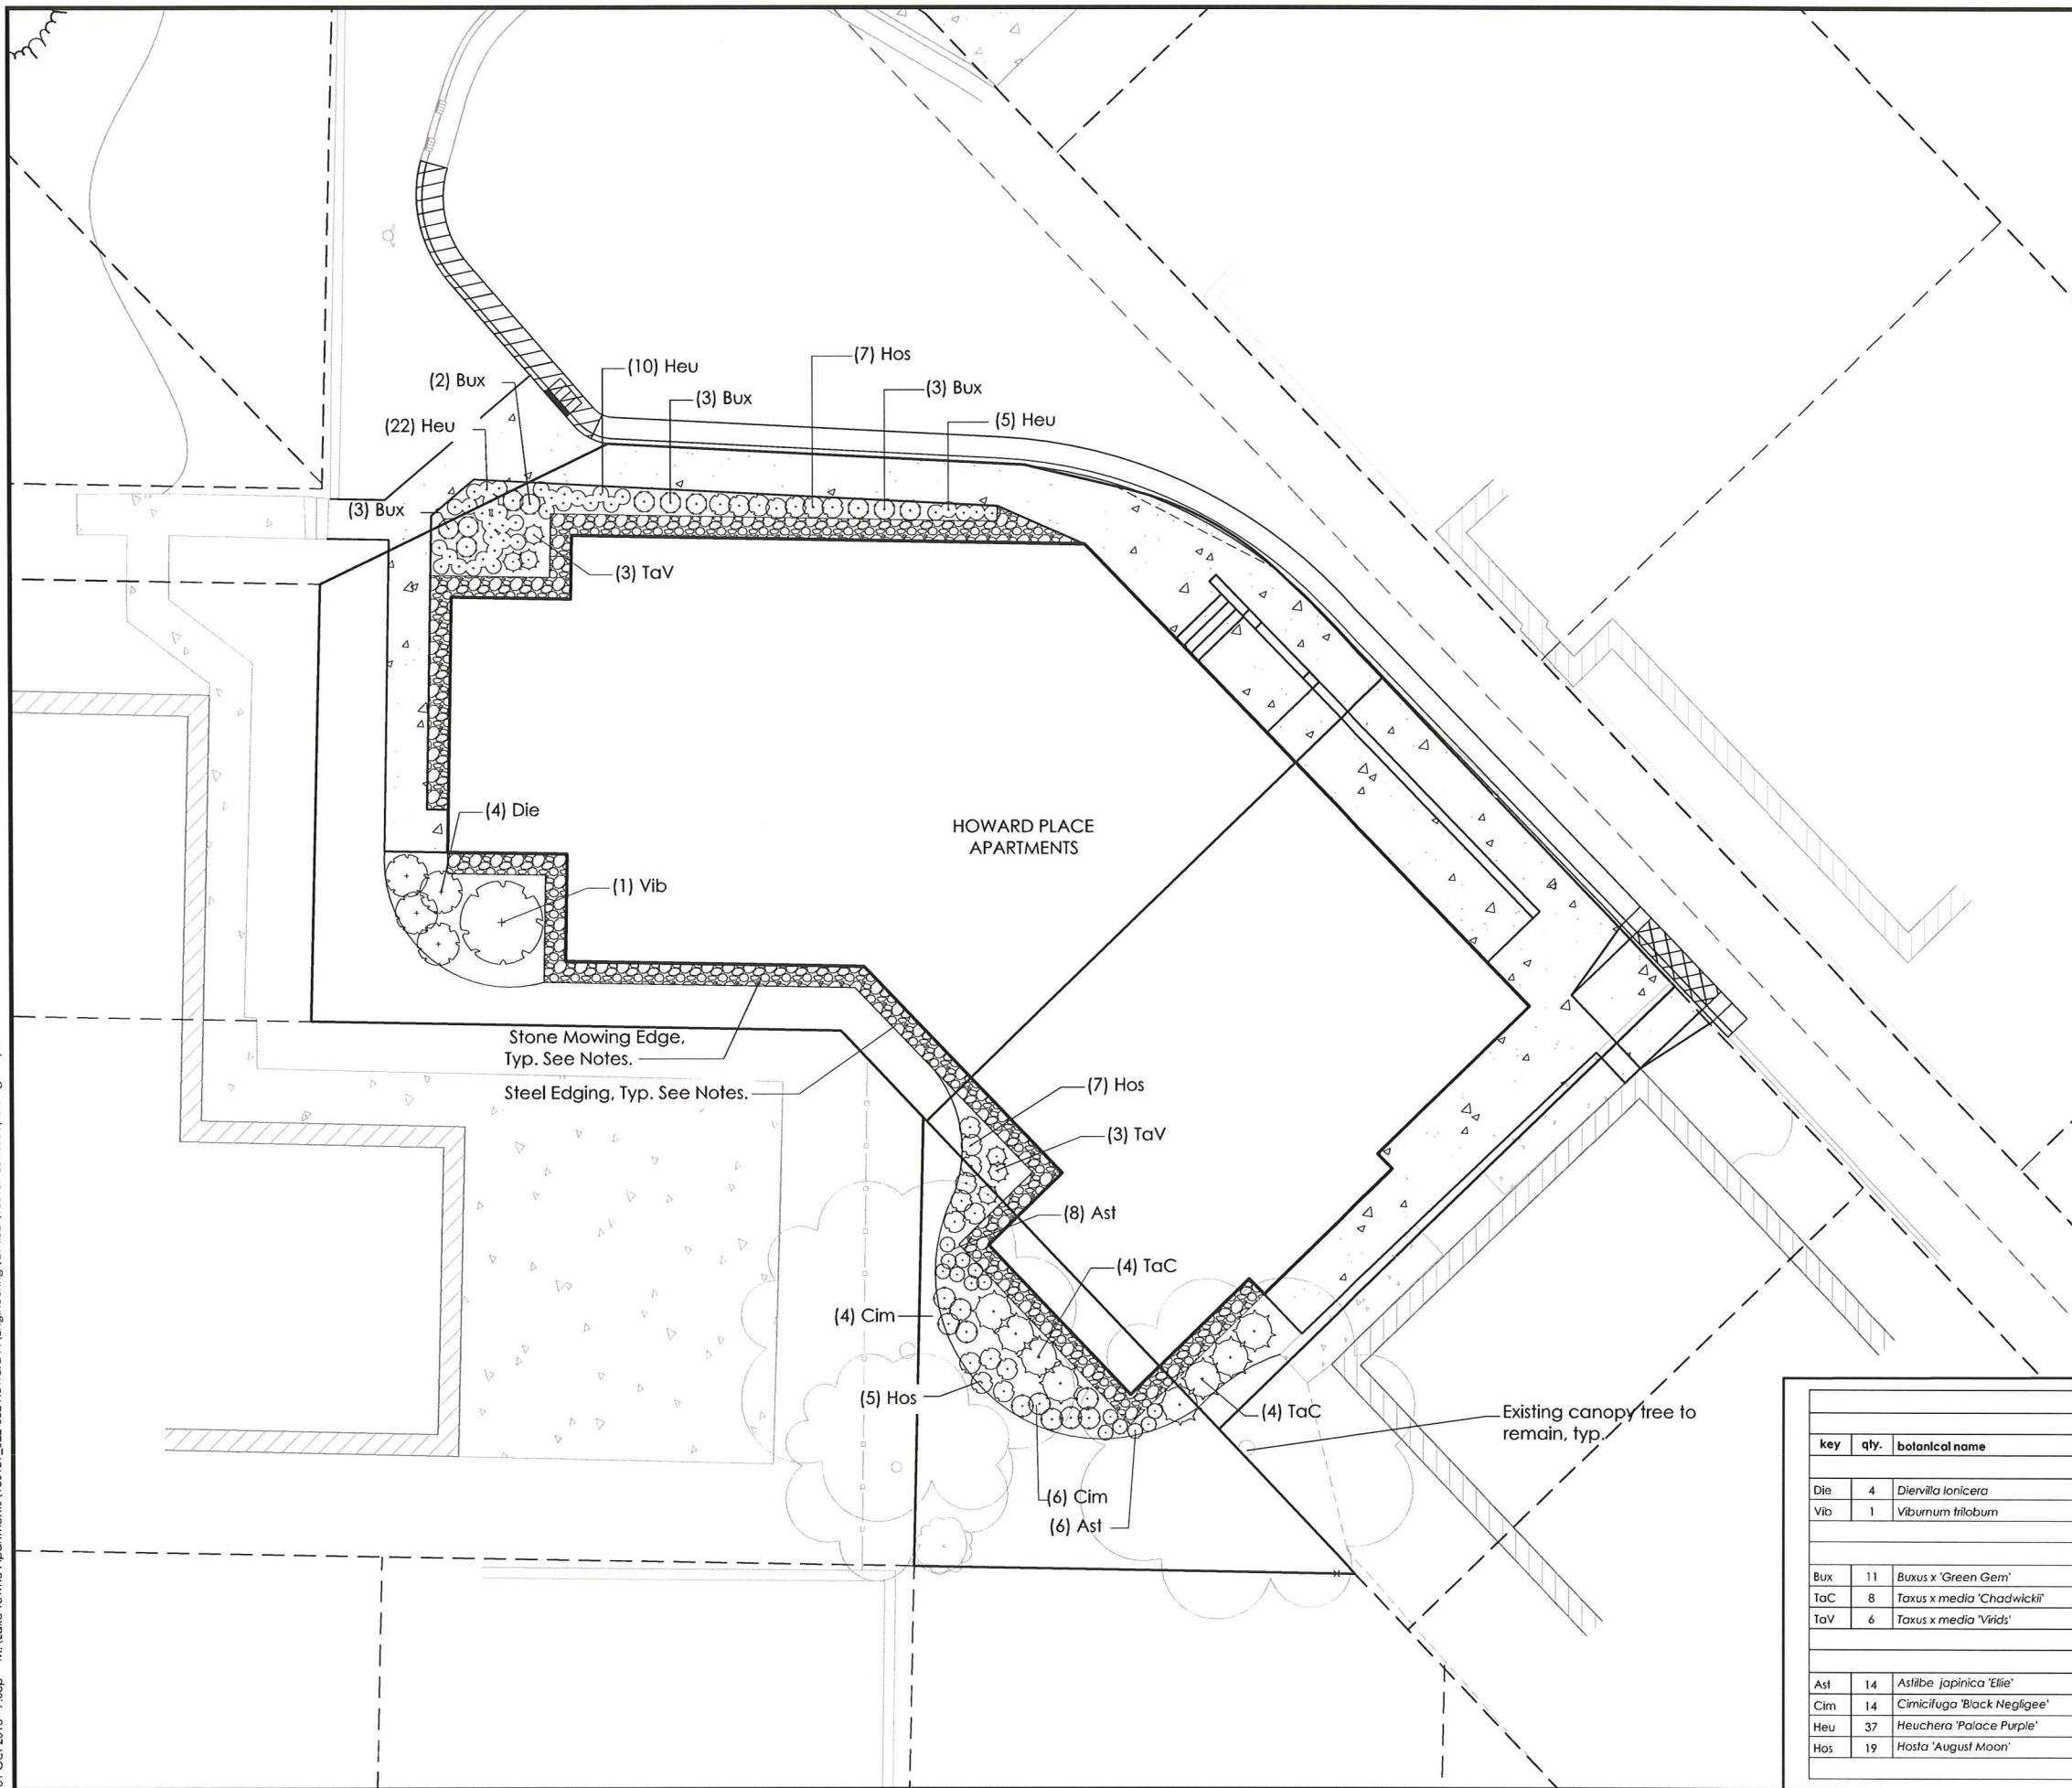 (7) Hos
(10) Heu
(2) Bux
(3) Bux
(3) Bux
(5) Heu
(22) Heu
(3) Bux
(3) TaV
(4) Die
HOWARD PLACE
APARTMENTS
(1) Vib
Stone Mowing Edge,
Typ. See Notes.
Steel Edging, Typ. See Notes.
(7) Hos
(3) TaV
(8) Ast
(4) TaC
(4) Cim
(5) Hos
(4) TaC
Existing canopy tree to
remain, typ.
(6) Cim
(6) Ast
key qty. botanical name
Die 4 Diervilla lonicera
Vib 1 Viburnum trilobum
Bux 11 Buxus x 'Green Gem'
TaC 8 Taxus x media 'Chadwickii'
TaV 6 Taxus x media 'Virids'
Ast 14 Astilbe japinica 'Ellie'
Cim 14 Cimicifuga 'Black Negligee'
Heu 37 Heuchera 'Palace Purple'
Hos 19 Hosta 'August Moon'